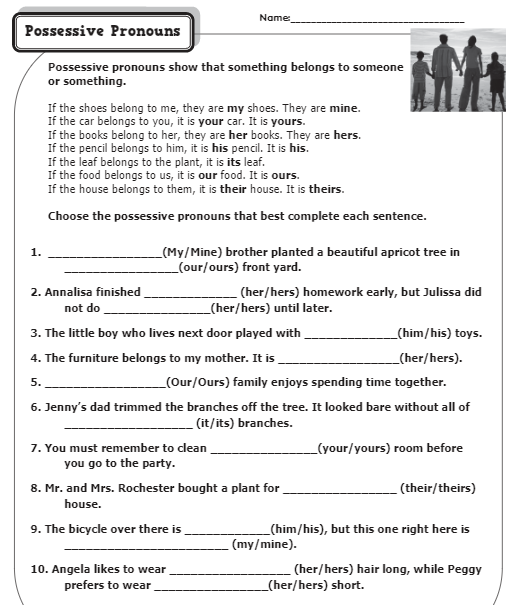 Name:_________________________________
Possessive Pronouns
Possessive pronouns show that something belongs to someone
or something.
If the shoes belong to me, they are my shoes. They are mine.
If the car belongs to you, it is your car. It is yours.
If the books belong to her, they are her books. They are hers.
If the pencil belongs to him, it is his pencil. It is his.
If the leaf belongs to the plant, it is its leaf.
If the food belongs to us, it is our food. It is ours.
If the house belongs to them, it is their house. It is theirs.
Choose the possessive pronouns that best complete each sentence.
1. ________________(My/Mine) brother planted a beautiful apricot tree in
________________(our/ours) front yard.
2. Annalisa finished _____________ (her/hers) homework early, but Julissa did
not do _______________(her/hers) until later.
3. The little boy who lives next door played with _____________(him/his) toys.
4. The furniture belongs to my mother. It is _________________(her/hers).
5. _________________(Our/Ours) family enjoys spending time together.
6. Jenny's dad trimmed the branches off the tree. It looked bare without all of
__________________ (it/its) branches.
7. You must remember to clean _______________(your/yours) room before
you go to the party.
8. Mr. and Mrs. Rochester bought a plant for ________________ (their/theirs)
house.
9. The bicycle over there is ____________(him/his), but this one right here is
_______________________ (my/mine).
10. Angela likes to wear _________________ (her/hers) hair long, while Peggy
prefers to wear ________________(her/hers) short.